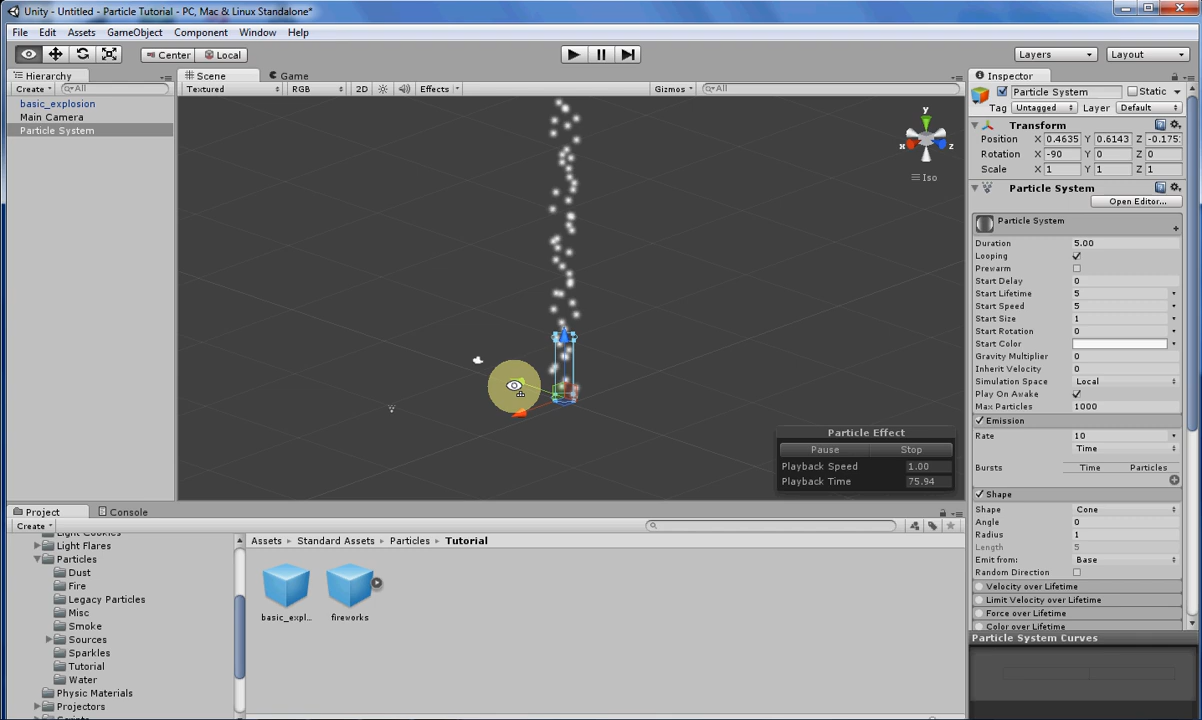 Unity - Untitled - Particle Tutorial - PC, Mac & Linux Standalone*
File Edit Assets GameObject Component Window Help
Center Local Layers Layout
Hierarchy
Create All
basic_explosion
Main Camera
Particle System
Scene Game
Textured RGB 2D Effects Gizmos All
y
x z
Iso
Particle Effect
Pause Stop
Playback Speed 1.00
Playback Time 75.94
Inspector
Particle System Static
Tag Untagged Layer Default
Transform
Position X 0.4635 Y 0.6143 Z -0.175
Rotation X -90 Y 0 Z 0
Scale X 1 Y 1 Z 1
Particle System
Open Editor...
Particle System
Duration 5.00
Looping
Prewarm
Start Delay 0
Start Lifetime 5
Start Speed 5
Start Size 1
Start Rotation 0
Start Color
Gravity Multiplier 0
Inherit Velocity 0
Simulation Space Local
Play On Awake
Max Particles 1000
Emission
Rate 10
Time
Bursts Time Particles
Shape
Shape Cone
Angle 0
Radius 1
Length 5
Emit from: Base
Random Direction
Velocity over Lifetime
Limit Velocity over Lifetime
Force over Lifetime
Color over Lifetime
Particle System Curves
Project Console
Create
Light Cookies
Light Flares
Particles
Dust
Fire
Legacy Particles
Misc
Smoke
Sources
Sparkles
Tutorial
Water
Physic Materials
Projectors
Assets Standard Assets Particles Tutorial
basic_expl... fireworks